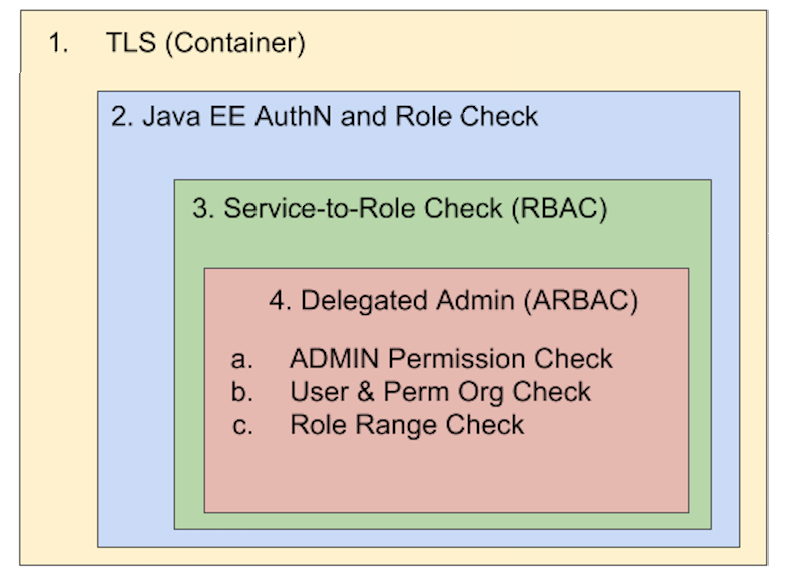 1. TLS (Container)
2. Java EE AuthN and Role Check
3. Service-to-Role Check (RBAC)
4. Delegated Admin (ARBAC)
a. ADMIN Permission Check
b. User & Perm Org Check
c. Role Range Check